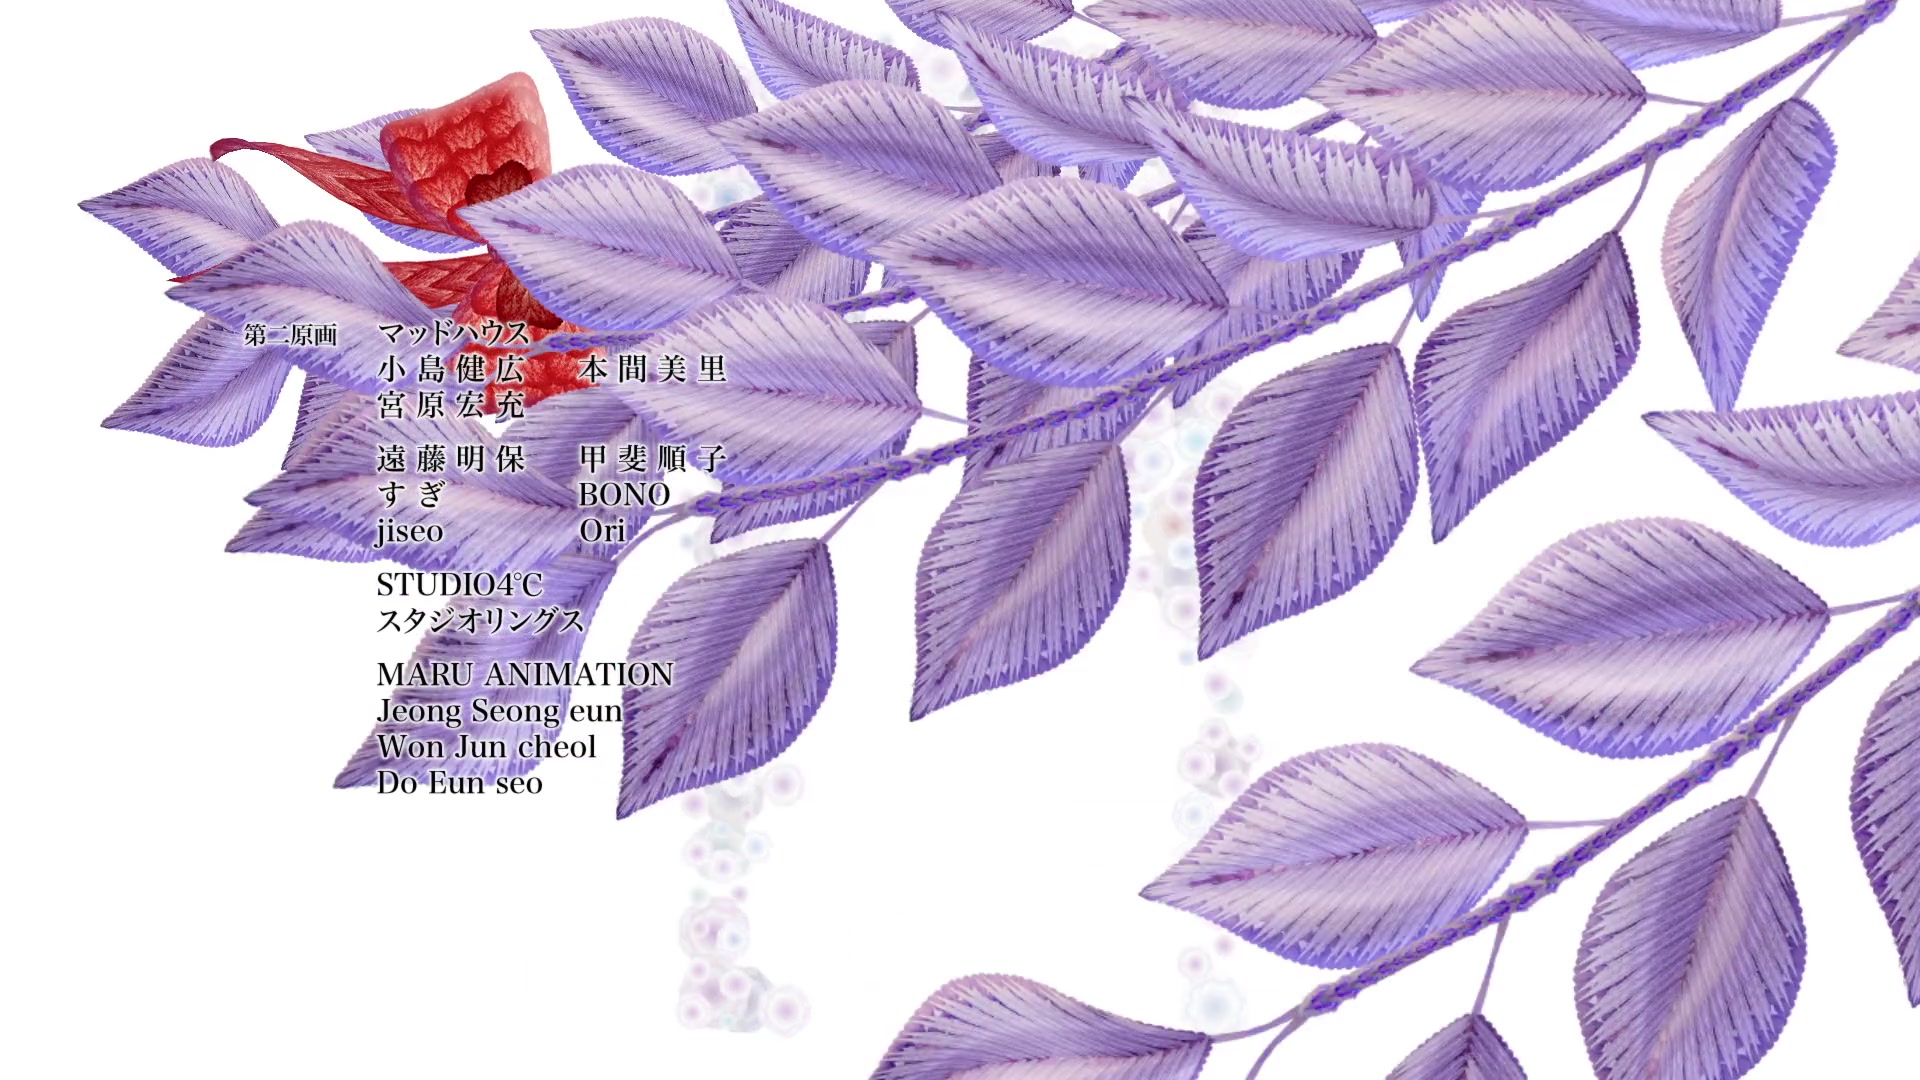 第二原画 マッドハウス
小島健広 本間美里
宮原宏充
遠藤明保 甲斐順子
すぎ BONO
jiseo Ori
STUDIO4℃
スタジオリングス
MARU ANIMATION
Jeong Seong eun
Won Jun cheol
Do Eun seo